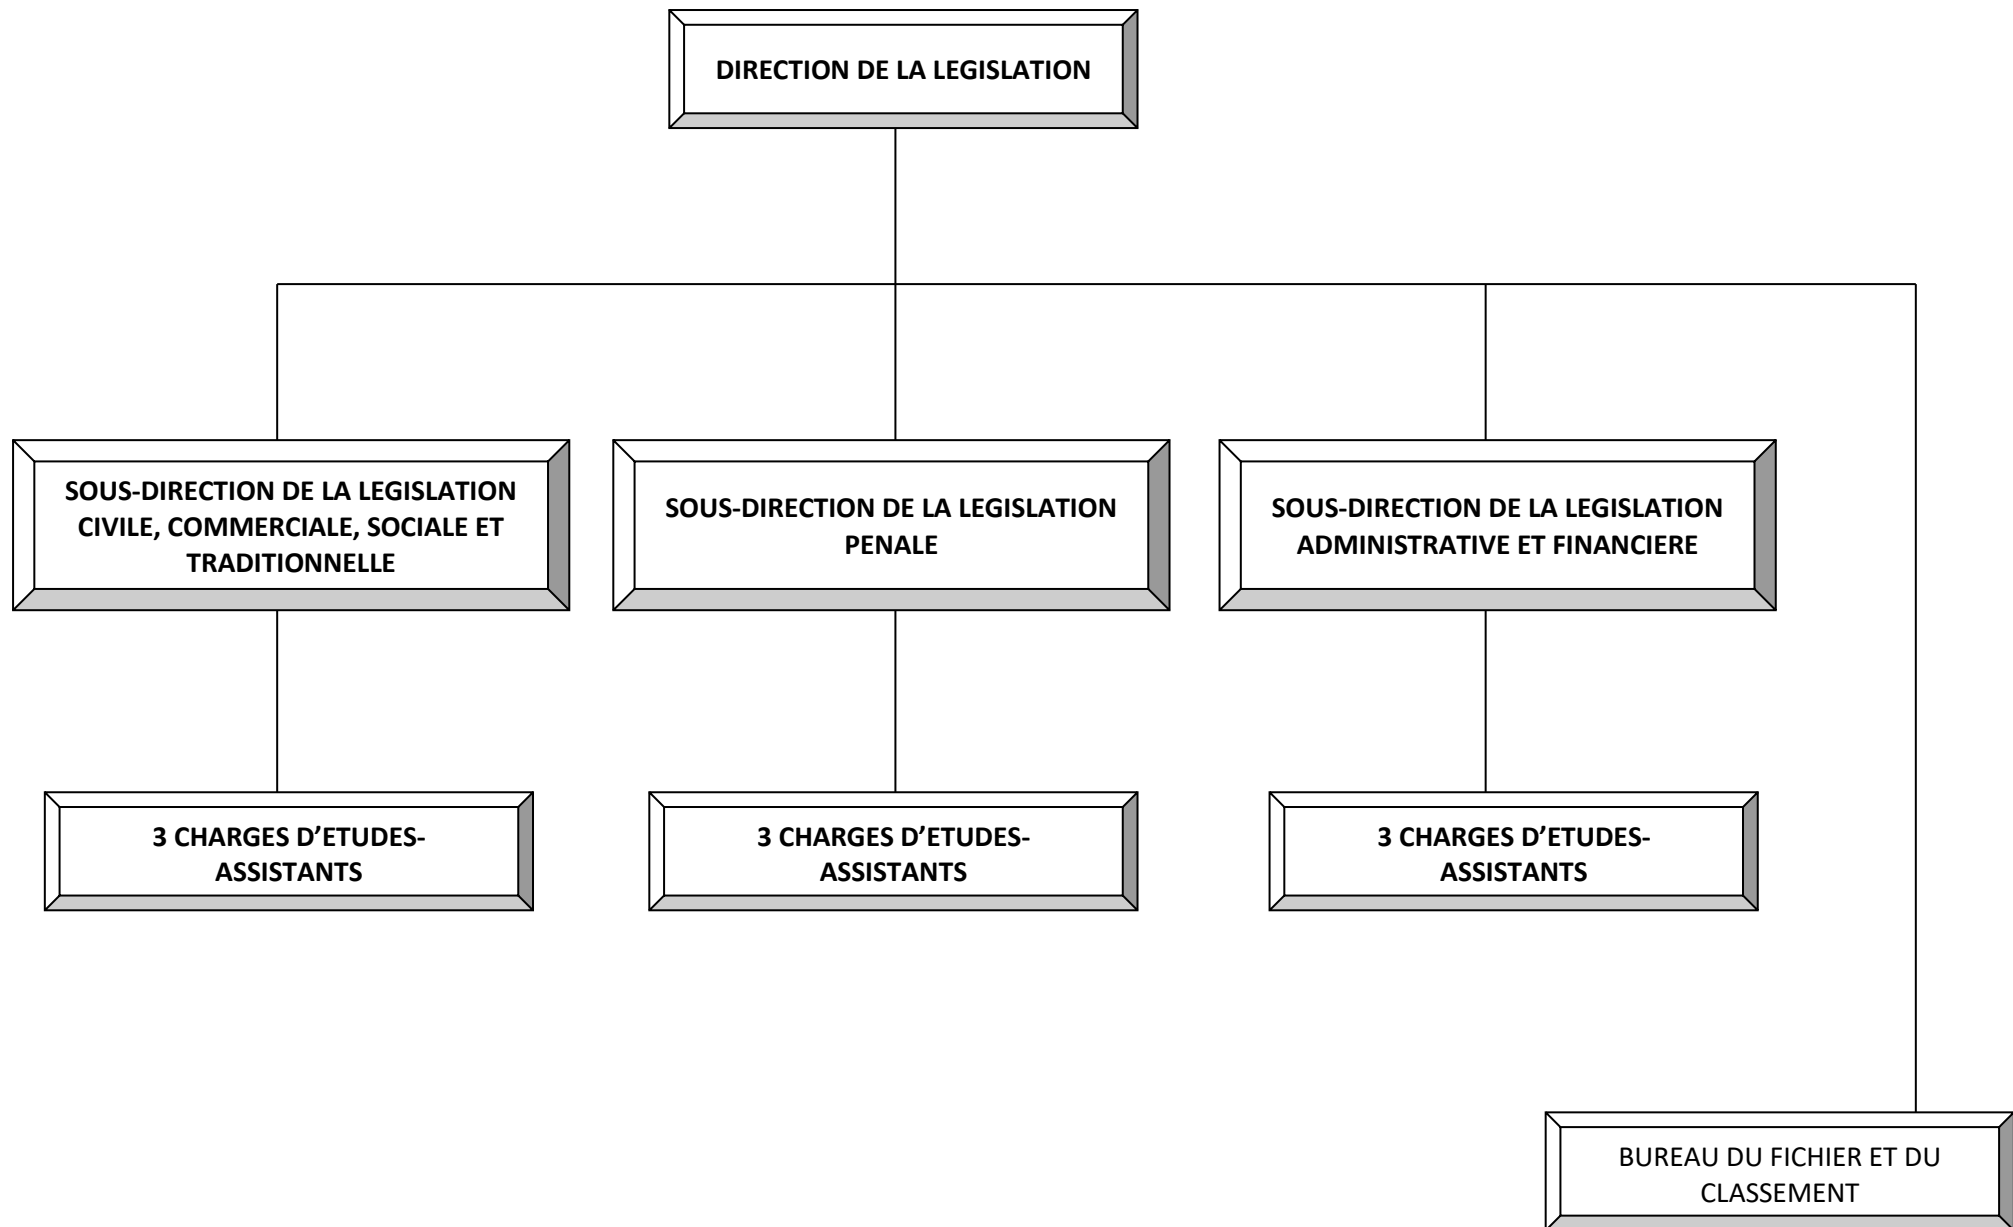 DIRECTION DE LA LEGISLATION
SOUS-DIRECTION DE LA LEGISLATION
CIVILE, COMMERCIALE, SOCIALE ET
TRADITIONNELLE
SOUS-DIRECTION DE LA LEGISLATION
PENALE
SOUS-DIRECTION DE LA LEGISLATION
ADMINISTRATIVE ET FINANCIERE
3 CHARGES D’ETUDES-
ASSISTANTS
3 CHARGES D’ETUDES-
ASSISTANTS
3 CHARGES D’ETUDES-
ASSISTANTS
BUREAU DU FICHIER ET DU
CLASSEMENT